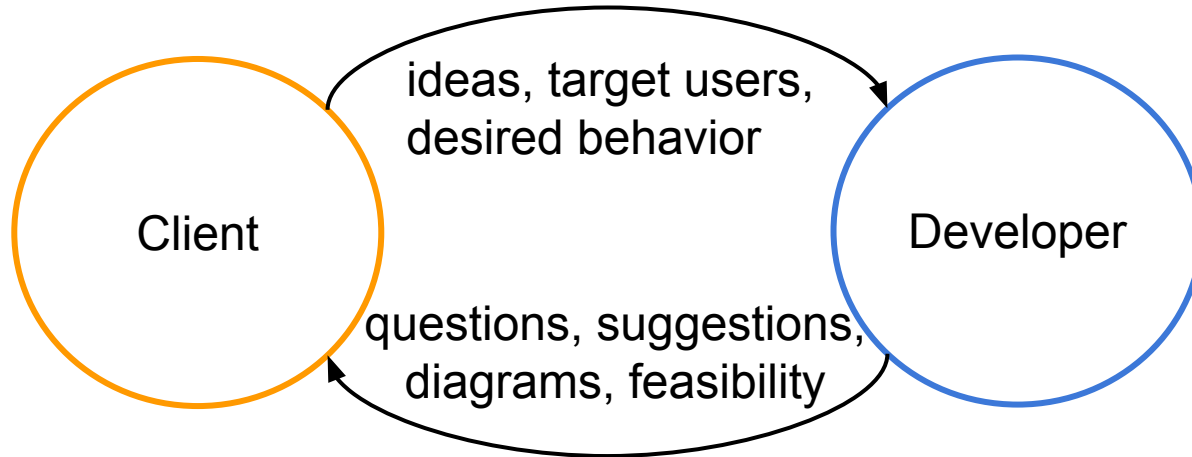 ideas, target users,
desired behavior
Client
Developer
questions, suggestions,
diagrams, feasibility